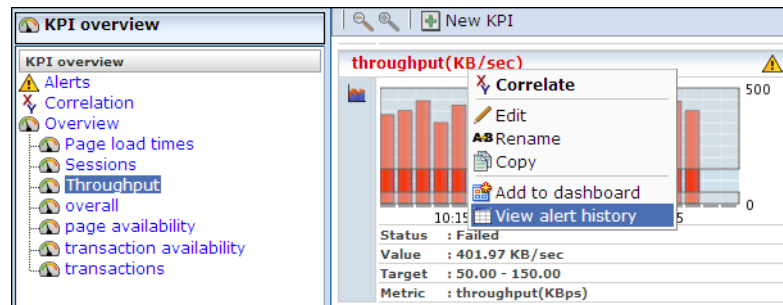 KPI overview
New KPI
KPI overview
Alerts
Correlation
Overview
Page load times
Sessions
Throughput
overall
page availability
transaction availability
transactions
throughput(KB/sec)
Correlate
Edit
A•B Rename
Copy
Add to dashboard
View alert history
500
0
10:15
5
Status : Failed
Value : 401.97 KB/sec
Target : 50.00 - 150.00
Metric : throughput(KBps)